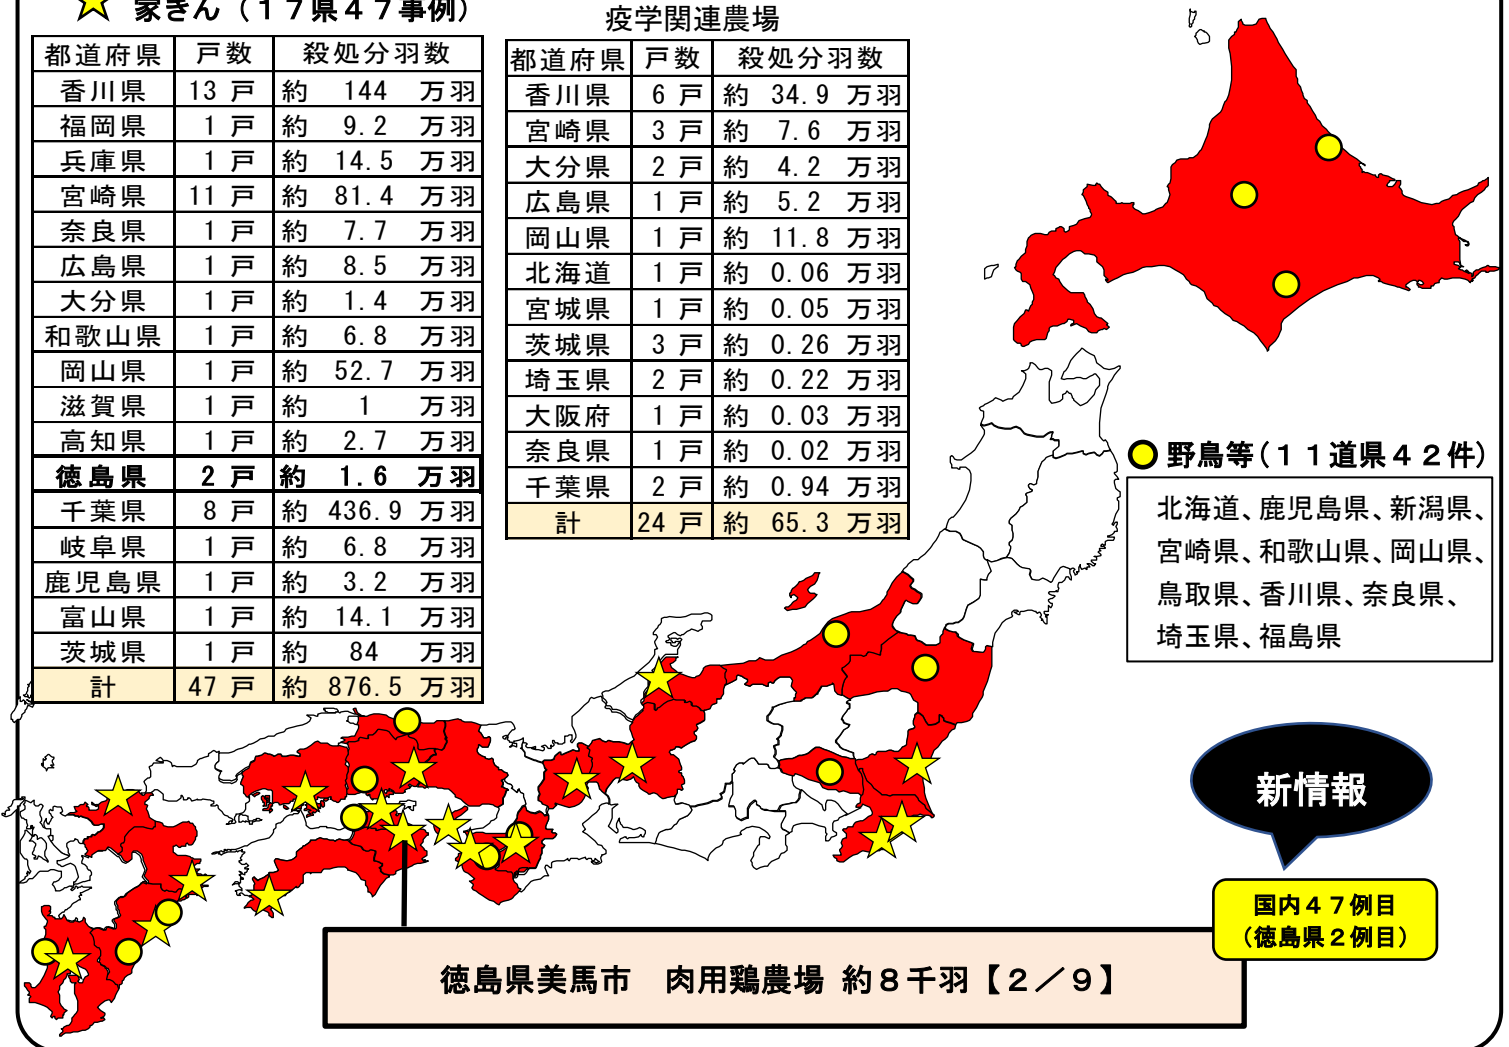 家きん（１７県４７事例）
都道府県 戸数 殺処分羽数
香川県 13 戸 約 144 万羽
福岡県 1 戸 約 9.2 万羽
兵庫県 1 戸 約 14.5 万羽
宮崎県 11 戸 約 81.4 万羽
奈良県 1 戸 約 7.7 万羽
広島県 1 戸 約 8.5 万羽
大分県 1 戸 約 1.4 万羽
和歌山県 1 戸 約 6.8 万羽
岡山県 1 戸 約 52.7 万羽
滋賀県 1 戸 約 1 万羽
高知県 1 戸 約 2.7 万羽
徳島県 2 戸 約 1.6 万羽
千葉県 8 戸 約 436.9 万羽
岐阜県 1 戸 約 6.8 万羽
鹿児島県 1 戸 約 3.2 万羽
富山県 1 戸 約 14.1 万羽
茨城県 1 戸 約 84 万羽
計 47 戸 約 876.5 万羽
疫学関連農場
都道府県 戸数 殺処分羽数
香川県 6 戸 約 34.9 万羽
宮崎県 3 戸 約 7.6 万羽
大分県 2 戸 約 4.2 万羽
広島県 1 戸 約 5.2 万羽
岡山県 1 戸 約 11.8 万羽
北海道 1 戸 約 0.06 万羽
宮城県 1 戸 約 0.05 万羽
茨城県 3 戸 約 0.26 万羽
埼玉県 2 戸 約 0.22 万羽
大阪府 1 戸 約 0.03 万羽
奈良県 1 戸 約 0.02 万羽
千葉県 2 戸 約 0.94 万羽
計 24 戸 約 65.3 万羽
野鳥等（１１道県４２件）
北海道、鹿児島県、新潟県、
宮崎県、和歌山県、岡山県、
鳥取県、香川県、奈良県、
埼玉県、福島県
新情報
国内４７例目
（徳島県２例目）
徳島県美馬市　肉用鶏農場 約８千羽【２／９】